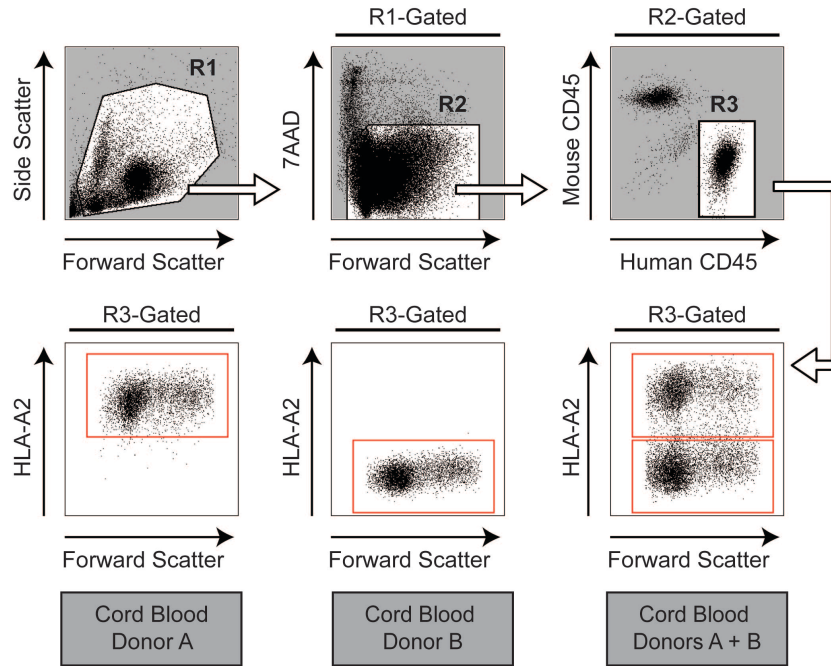 R1-Gated
R2-Gated
Side Scatter
R1
Forward Scatter
7AAD
R2
Forward Scatter
Mouse CD45
R3
Human CD45
R3-Gated
R3-Gated
R3-Gated
HLA-A2
Forward Scatter
HLA-A2
Forward Scatter
HLA-A2
Forward Scatter
Cord Blood
Donor A
Cord Blood
Donor B
Cord Blood
Donors A + B